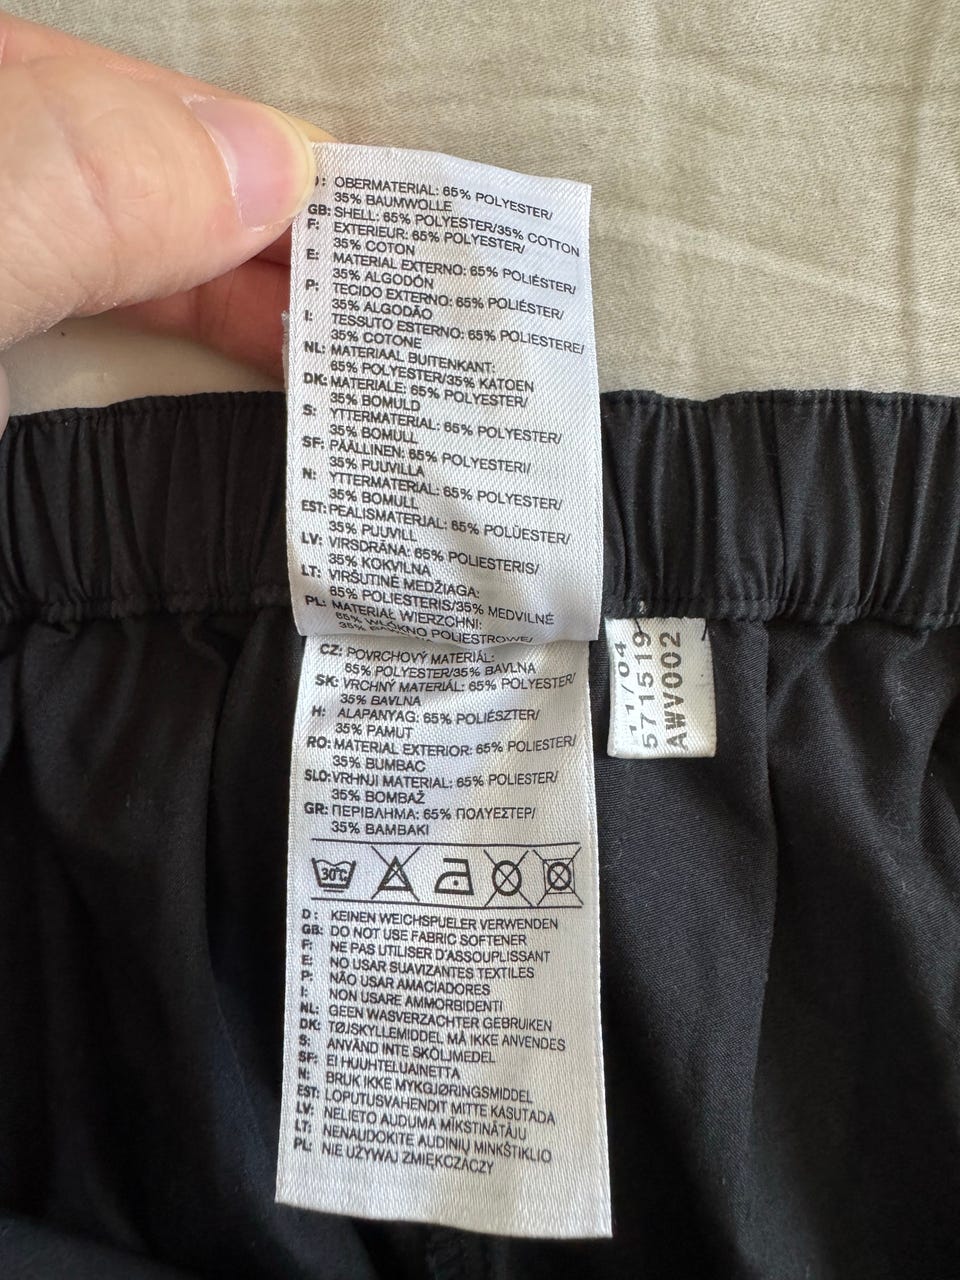 : OBERMATERIAL: 65% POLYESTER/
35% BAUMWOLLE
GB: SHELL: 65% POLYESTER/35% COTTON
F: EXTERIEUR: 65% POLYESTER/
35% COTON
E: MATERIAL EXTERNO: 65% POLIÉSTER/
35% ALGODÓN
P: TECIDO EXTERNO: 65% POLIÉSTER/
35% ALGODÃO
I: TESSUTO ESTERNO: 65% POLIESTERE/
35% COTONE
NL: MATERIAAL BUITENKANT:
65% POLYESTER/35% KATOEN
DK: MATERIALE: 65% POLYESTER/
35% BOMULD
S: YTTERMATERIAL: 65% POLYESTER/
35% BOMULL
SF: PÄÄLLINEN: 65% POLYESTERI/
35% PUUVILLA
N: YTTERMATERIAL: 65% POLYESTER/
35% BOMULL
EST: PEALISMATERJAL: 65% POLÜESTER/
35% PUUVILL
LV: VIRSDRĀNA: 65% POLIESTERIS/
35% KOKVILNA
LT: VIRŠUTINĖ MEDŽIAGA:
65% POLIESTERIS/35% MEDVILNĖ
PL: MATERIAŁ WIERZCHNI:
65% WŁÓKNO POLIESTROWE/
35%
CZ: POVRCHOVÝ MATERIÁL:
65% POLYESTER/35% BAVLNA
SK: VRCHNÝ MATERIÁL: 65% POLYESTER/
35% BAVLNA
H: ALAPANYAG: 65% POLIÉSZTER/
35% PAMUT
RO: MATERIAL EXTERIOR: 65% POLIESTER/
35% BUMBAC
SLO: VRHNJI MATERIAL: 65% POLIESTER/
35% BOMBAŽ
GR: ΠΕΡΙΒΛΗΜΑ: 65% ΠΟΛΥΕΣΤΕΡ/
35% ΒΑΜΒΑΚΙ
30°C
D: KEINEN WEICHSPUELER VERWENDEN
GB: DO NOT USE FABRIC SOFTENER
F: NE PAS UTILISER D'ASSOUPLISSANT
E: NO USAR SUAVIZANTES TEXTILES
P: NÃO USAR AMACIADORES
I: NON USARE AMMORBIDENTI
NL: GEEN WASVERZACHTER GEBRUIKEN
DK: TØJSKYLLEMIDDEL MÅ IKKE ANVENDES
S: ANVÄND INTE SKÖLJMEDEL
SF: EI HUUHTELUAINETTA
N: BRUK IKKE MYKGJØRINGSMIDDEL
EST: LOPUTUSVAHENDIT MITTE KASUTADA
LV: NELIETO AUDUMA MĪKSTINĀTĀJU
LT: NENAUDOKITE AUDINIŲ MINKŠTIKLIO
PL: NIE UŻYWAJ ZMIĘKCZACZY
11/04
571519
AWV002